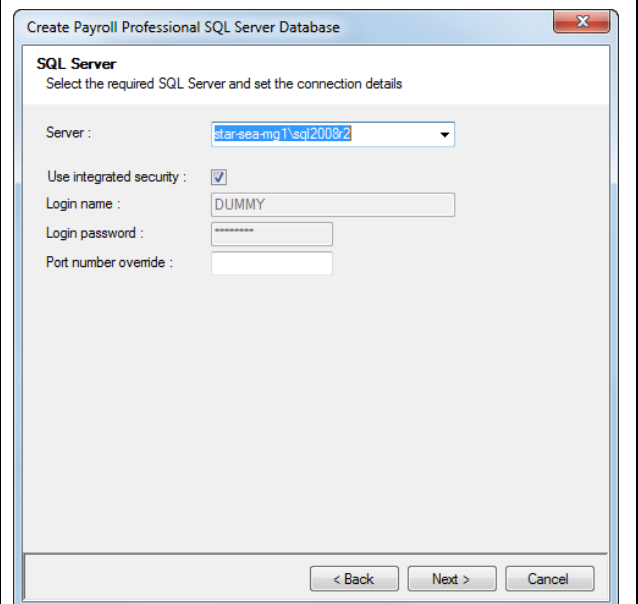 Create Payroll Professional SQL Server Database
SQL Server
Select the required SQL Server and set the connection details
Server : star-sea-mg1\sql2008r2
Use integrated security :
Login name : DUMMY
Login password : ********
Port number override :
< Back Next > Cancel